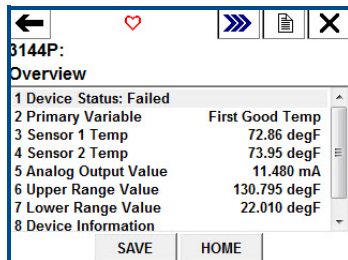 3144P:
Overview
1 Device Status: Failed
2 Primary Variable First Good Temp
3 Sensor 1 Temp 72.86 degF
4 Sensor 2 Temp 73.95 degF
5 Analog Output Value 11.480 mA
6 Upper Range Value 130.795 degF
7 Lower Range Value 22.010 degF
8 Device Information
SAVE HOME